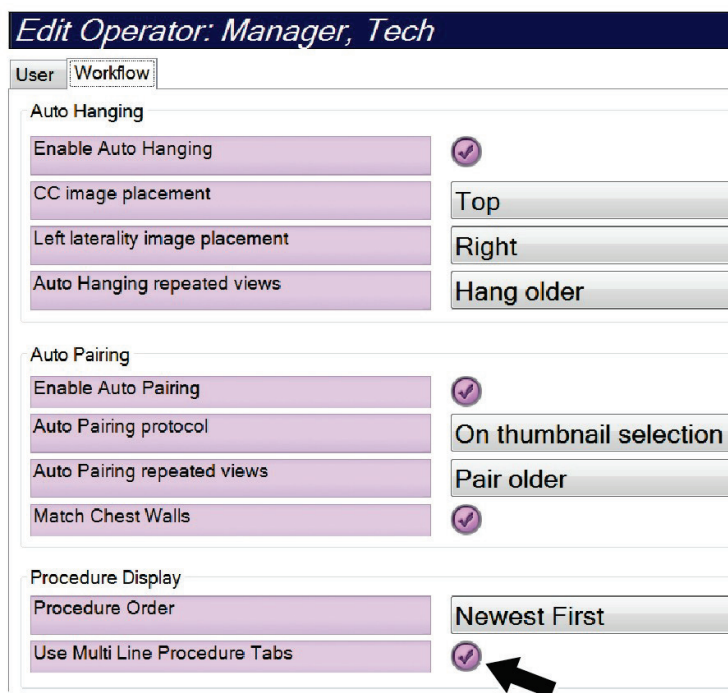 Edit Operator: Manager, Tech
User Workflow
Auto Hanging
Enable Auto Hanging
CC image placement Top
Left laterality image placement Right
Auto Hanging repeated views Hang older
Auto Pairing
Enable Auto Pairing
Auto Pairing protocol On thumbnail selection
Auto Pairing repeated views Pair older
Match Chest Walls
Procedure Display
Procedure Order Newest First
Use Multi Line Procedure Tabs